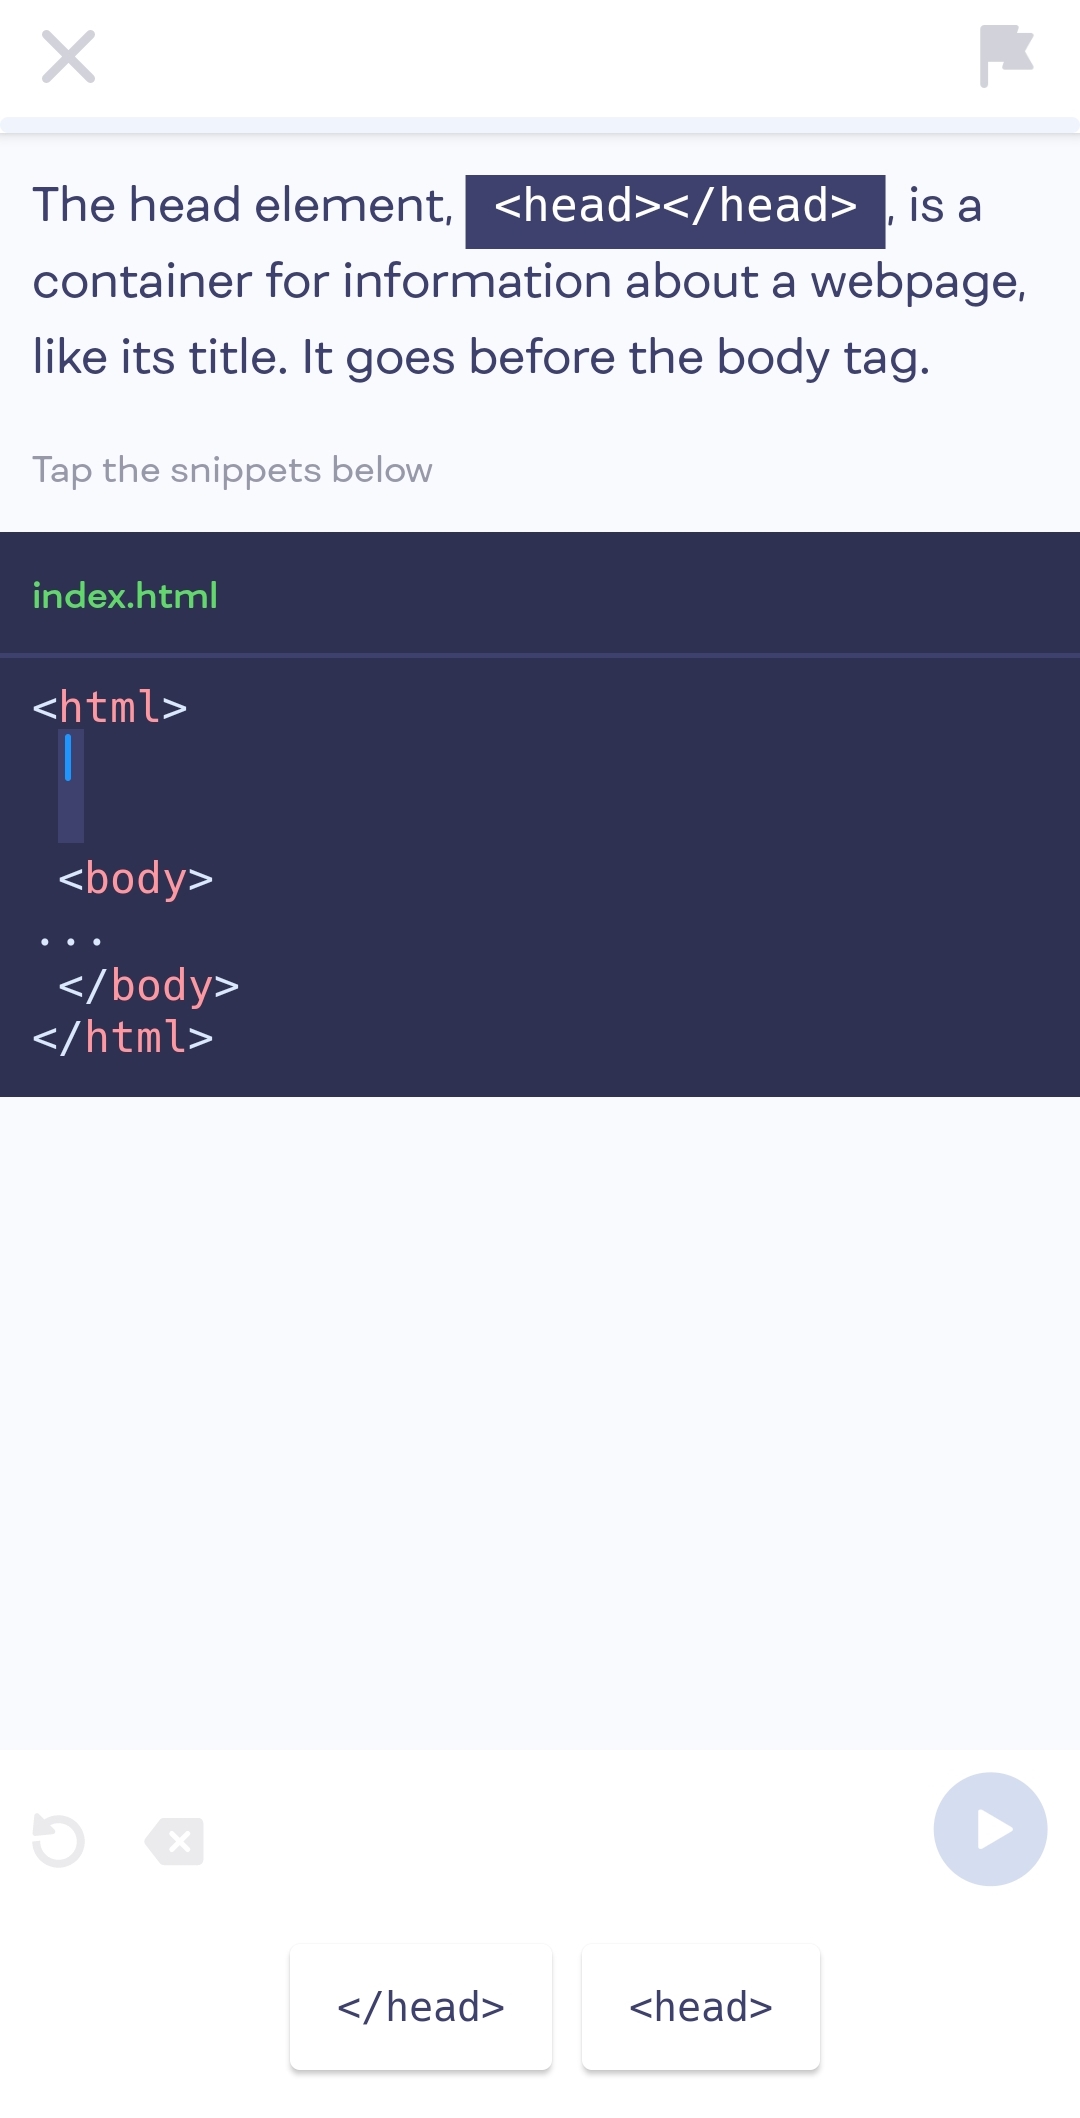 The head element, <head></head>, is a
container for information about a webpage,
like its title. It goes before the body tag.
Tap the snippets below
index.html
<html>
<body>
...
</body>
</html>
</head> <head>